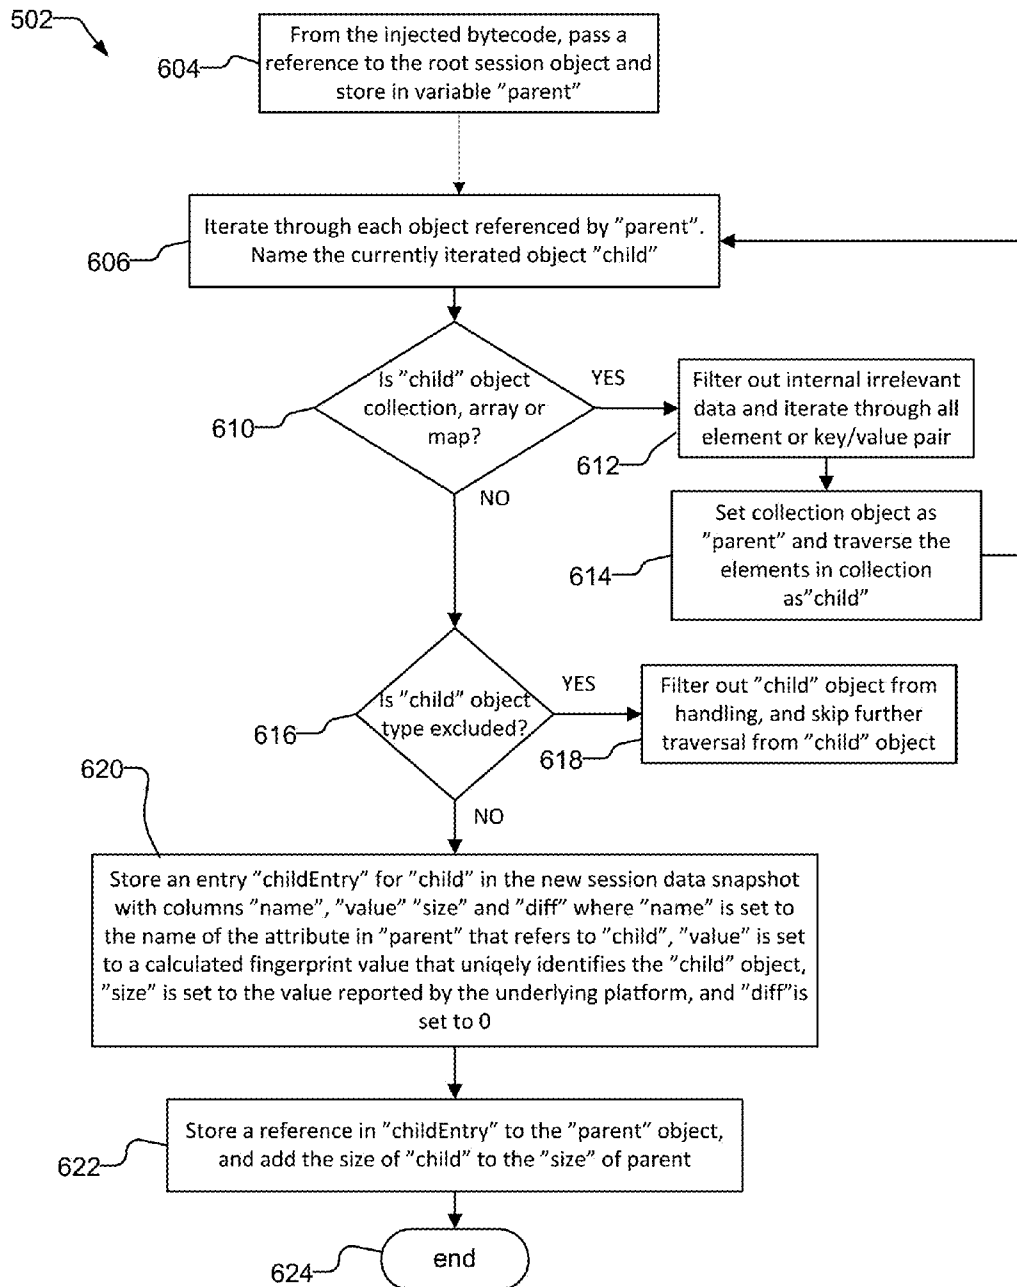 502
From the injected bytecode, pass a
reference to the root session object and
store in variable "parent"
604
Iterate through each object referenced by "parent".
Name the currently iterated object "child"
606
Is "child" object
collection, array or
map?
610
YES
NO
Filter out internal irrelevant
data and iterate through all
element or key/value pair
612
Set collection object as
"parent" and traverse the
elements in collection
as"child"
614
Is "child" object
type excluded?
616
YES
NO
Filter out "child" object from
handling, and skip further
traversal from "child" object
618
620
Store an entry "childEntry" for "child" in the new session data snapshot
with columns "name", "value" "size" and "diff" where "name" is set to
the name of the attribute in "parent" that refers to "child", "value" is set
to a calculated fingerprint value that uniqely identifies the "child" object,
"size" is set to the value reported by the underlying platform, and "diff"is
set to 0
Store a reference in "childEntry" to the "parent" object,
and add the size of "child" to the "size" of parent
622
end
624